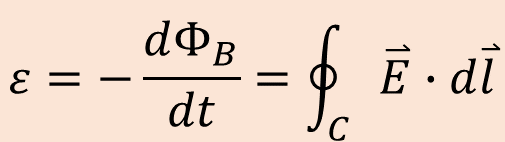 ε = − dΦ_B / dt = ∮_C E⃗ · dl⃗